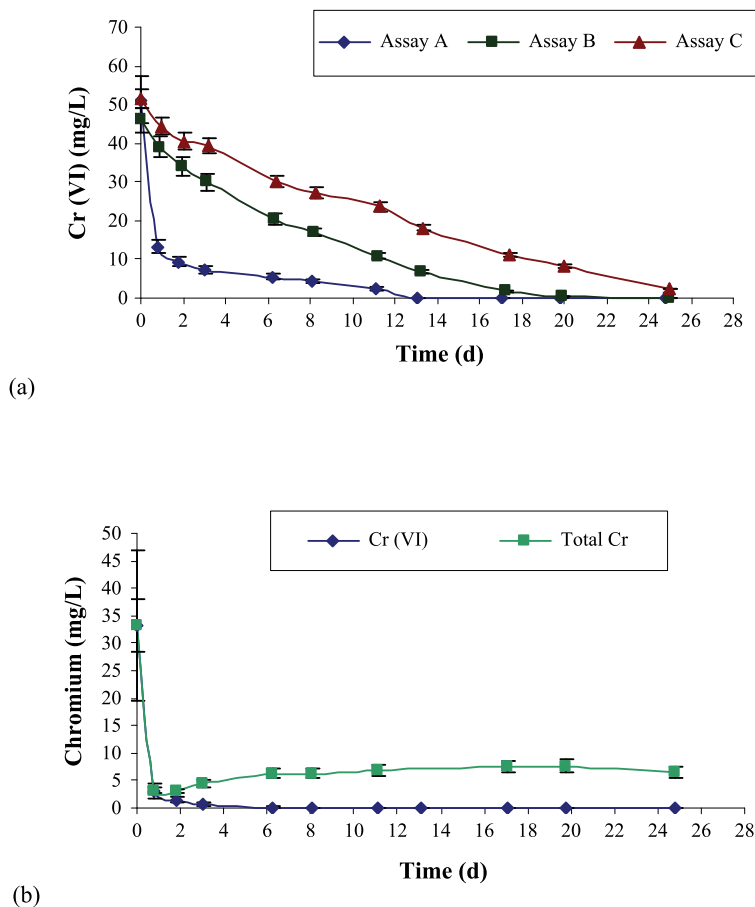 Assay A Assay B Assay C
70
60
50
40
30
20
10
0
Cr (VI) (mg/L)
0 2 4 6 8 10 12 14 16 18 20 22 24 26 28
Time (d)
(a)
Cr (VI) Total Cr
50
45
40
35
30
25
20
15
10
5
0
Chromium (mg/L)
0 2 4 6 8 10 12 14 16 18 20 22 24 26 28
Time (d)
(b)